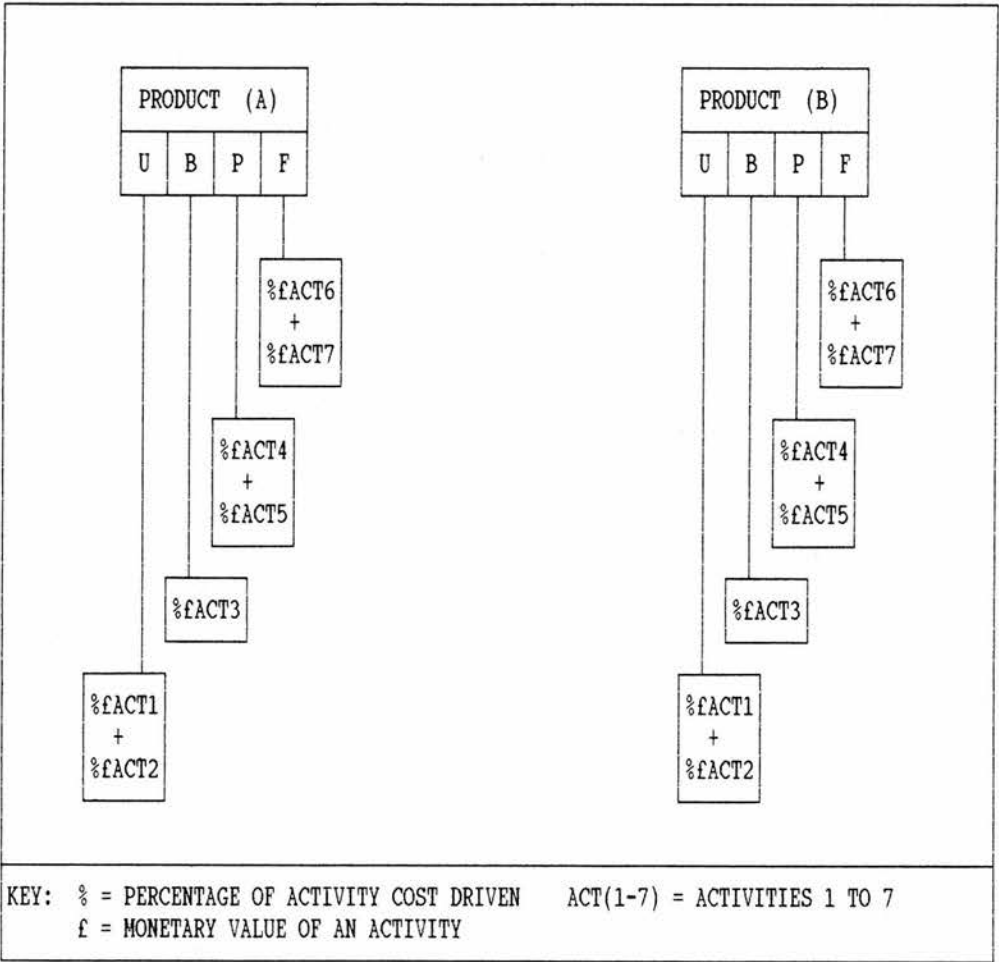 PRODUCT (A)
U B P F
%£ACT6
+
%£ACT7
%£ACT4
+
%£ACT5
%£ACT3
%£ACT1
+
%£ACT2
PRODUCT (B)
U B P F
%£ACT6
+
%£ACT7
%£ACT4
+
%£ACT5
%£ACT3
%£ACT1
+
%£ACT2
KEY: % = PERCENTAGE OF ACTIVITY COST DRIVEN ACT(1-7) = ACTIVITIES 1 TO 7
£ = MONETARY VALUE OF AN ACTIVITY